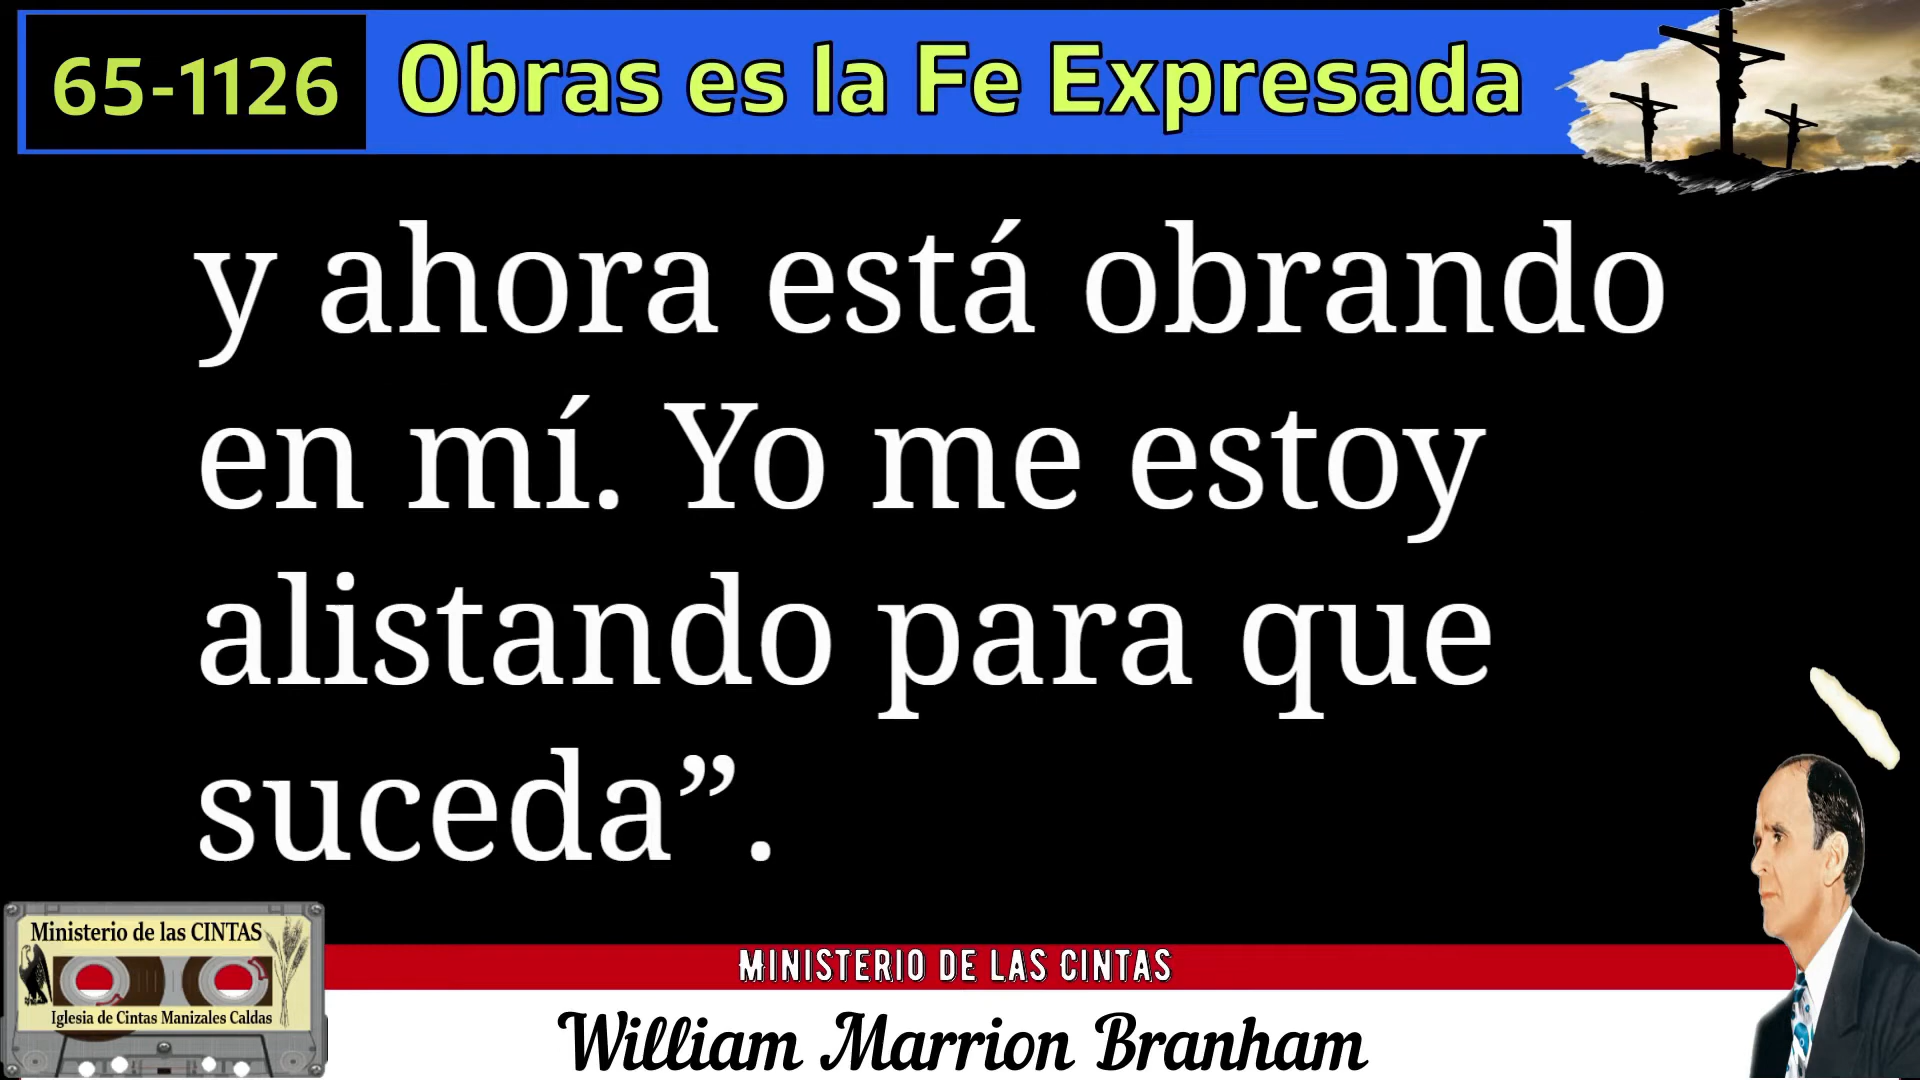 65-1126
Obras es la Fe Expresada
y ahora está obrando
en mí. Yo me estoy
alistando para que
suceda”.
Ministerio de las CINTAS
Iglesia de Cintas Manizales Caldas
MINISTERIO DE LAS CINTAS
William Marrion Branham